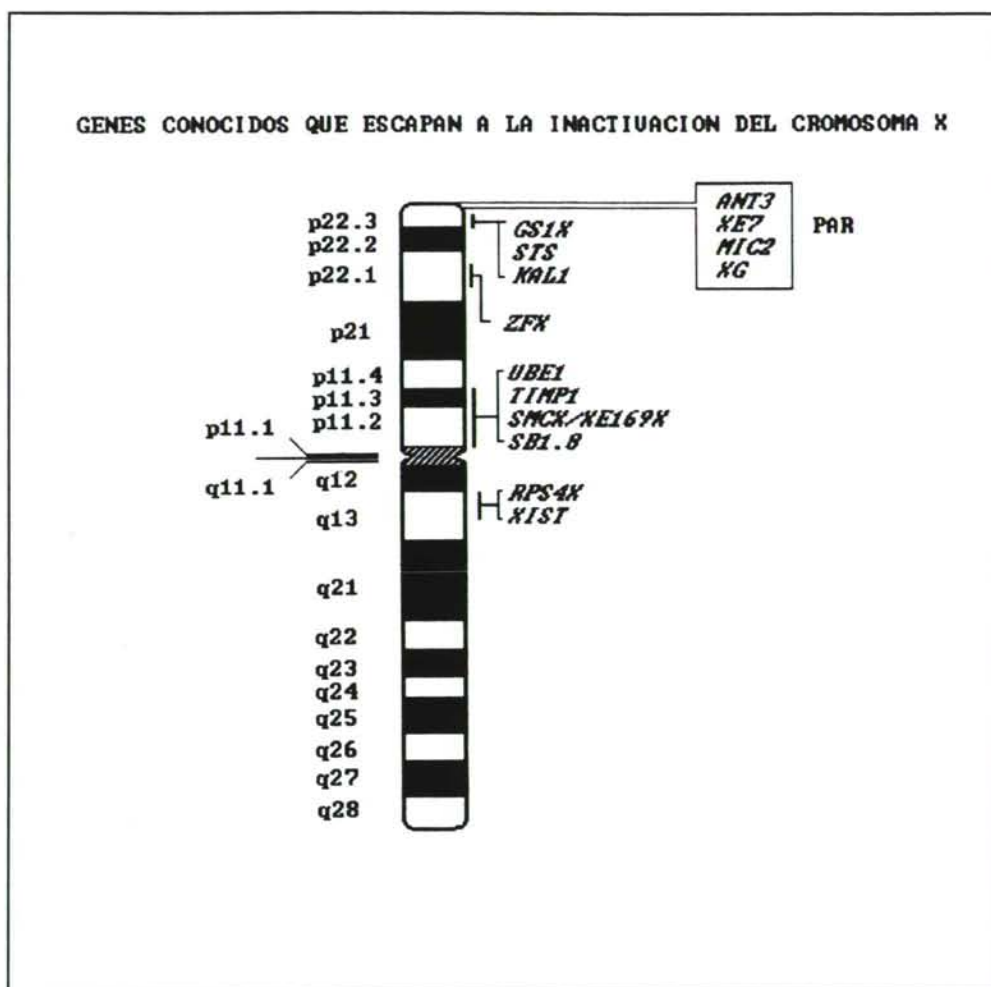 GENES CONOCIDOS QUE ESCAPAN A LA INACTIVACION DEL CROMOSOMA X
ANT3
XE7
MIC2
XG
PAR
p22.3
p22.2
p22.1
p21
p11.4
p11.3
p11.2
p11.1
q11.1
q12
q13
q21
q22
q23
q24
q25
q26
q27
q28
GS1X
STS
KAL1
ZFX
UBE1
TIMP1
SMCX/XE169X
SB1.8
RPS4X
XIST